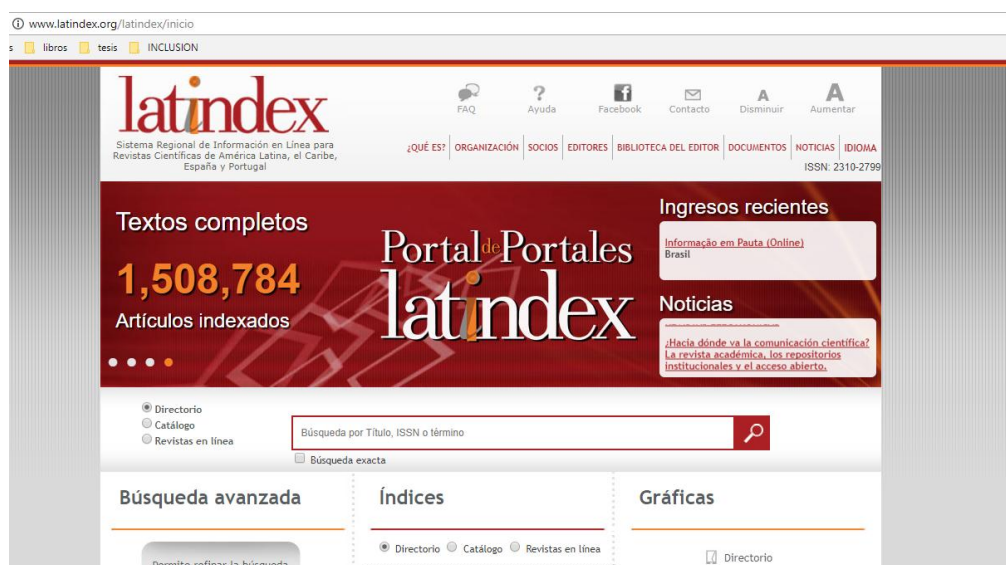 www.latindex.org/latindex/inicio
s libros tesis INCLUSION
latindex
Sistema Regional de Información en Línea para
Revistas Científicas de América Latina, el Caribe,
España y Portugal
FAQ Ayuda Facebook Contacto Disminuir Aumentar
¿QUÉ ES? ORGANIZACIÓN SOCIOS EDITORES BIBLIOTECA DEL EDITOR DOCUMENTOS NOTICIAS IDIOMA
ISSN: 2310-2799
Textos completos
1,508,784
Artículos indexados
Portal de Portales
latindex
Ingresos recientes
Informação em Pauta (Online)
Brasil
Noticias
¿Hacia dónde va la comunicación científica?
La revista académica, los repositorios
institucionales y el acceso abierto.
Directorio
Catálogo
Revistas en línea
Búsqueda por Título, ISSN o término
Búsqueda exacta
Búsqueda avanzada
Permite refinar la búsqueda
Índices
Directorio Catálogo Revistas en línea
Gráficas
Directorio